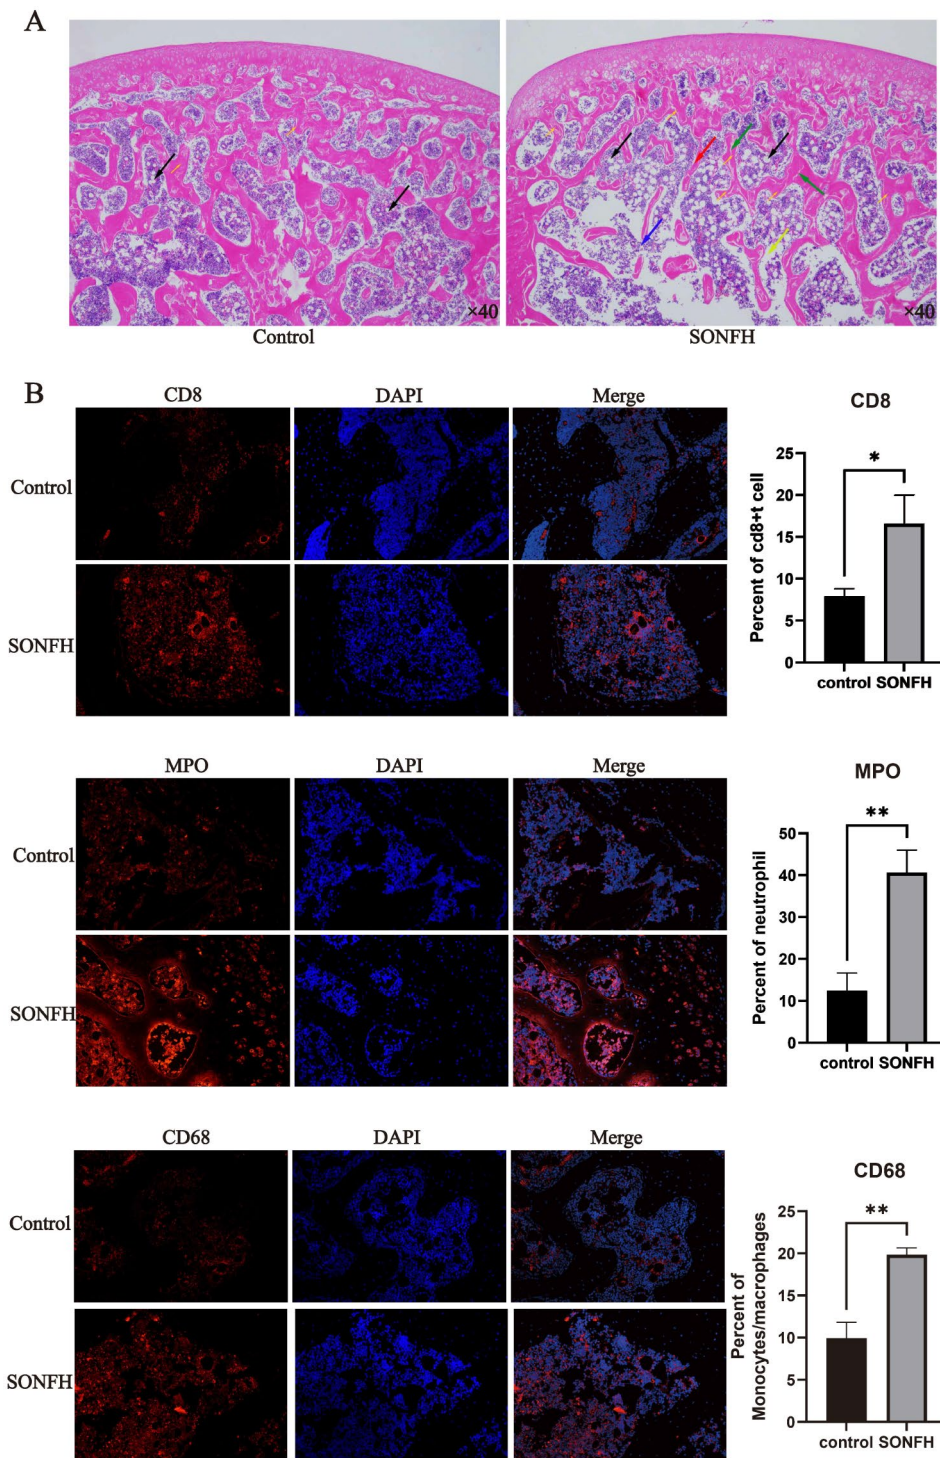 A
×40
×40
Control
SONFH
B
CD8
DAPI
Merge
Control
SONFH
CD8
Percent of cd8+t cell
25
20
15
10
5
0
*
control SONFH
MPO
DAPI
Merge
Control
SONFH
MPO
Percent of neutrophil
50
40
30
20
10
0
**
control SONFH
CD68
DAPI
Merge
Control
SONFH
CD68
Percent of
Monocytes/macrophages
25
20
15
10
5
0
**
control SONFH